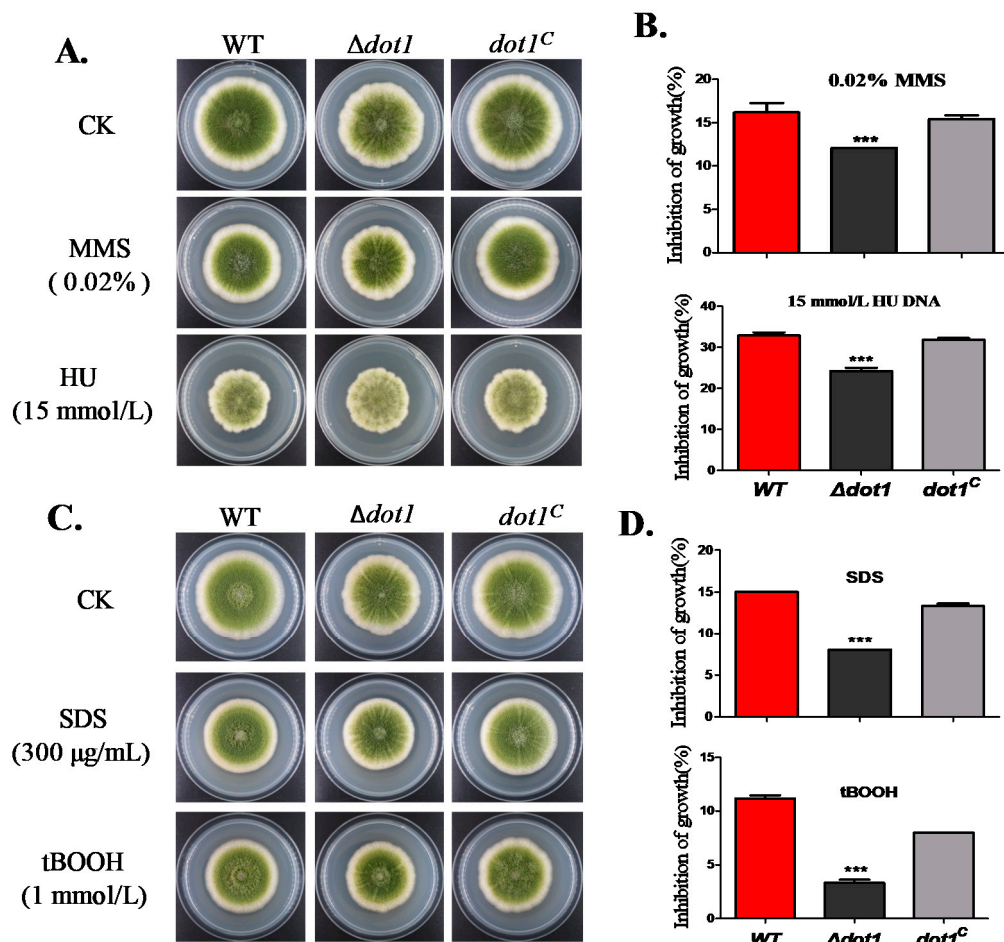 A.
WT Δdot1 dot1ᶜ
CK
MMS
( 0.02% )
HU
(15 mmol/L)
B.
0.02% MMS
Inhibition of growth(%)
20
15
10
5
0
***
15 mmol/L HU DNA
Inhibition of growth(%)
40
30
20
10
0
***
WT Δdot1 dot1ᶜ
C.
WT Δdot1 dot1ᶜ
CK
SDS
(300 μg/mL)
tBOOH
(1 mmol/L)
D.
SDS
Inhibition of growth(%)
20
15
10
5
0
***
tBOOH
Inhibition of growth(%)
15
10
5
0
***
WT Δdot1 dot1ᶜ